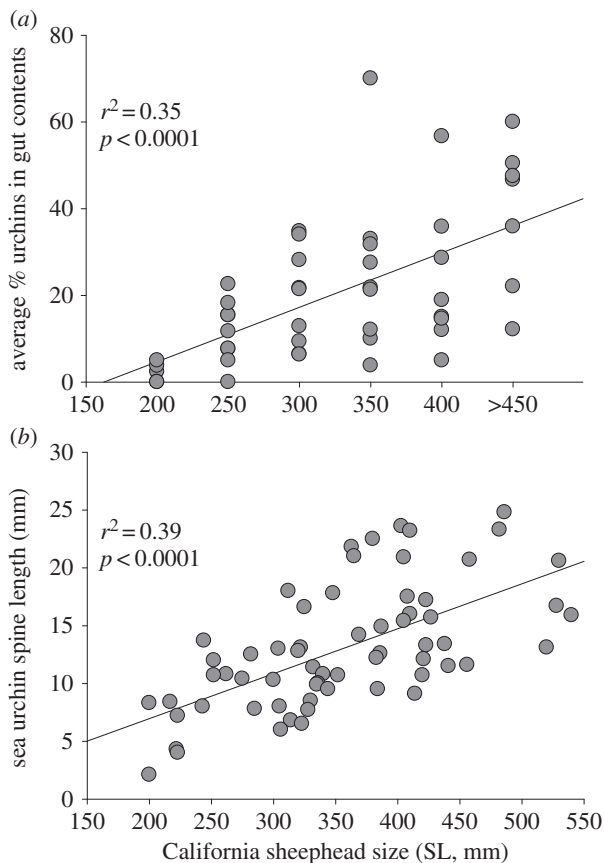 (a)
80
60
40
20
0
average % urchins in gut contents
r² = 0.35
p < 0.0001
150 200 250 300 350 400 >450
(b)
30
25
20
15
10
5
0
sea urchin spine length (mm)
r² = 0.39
p < 0.0001
150 200 250 300 350 400 450 500 550
California sheephead size (SL, mm)